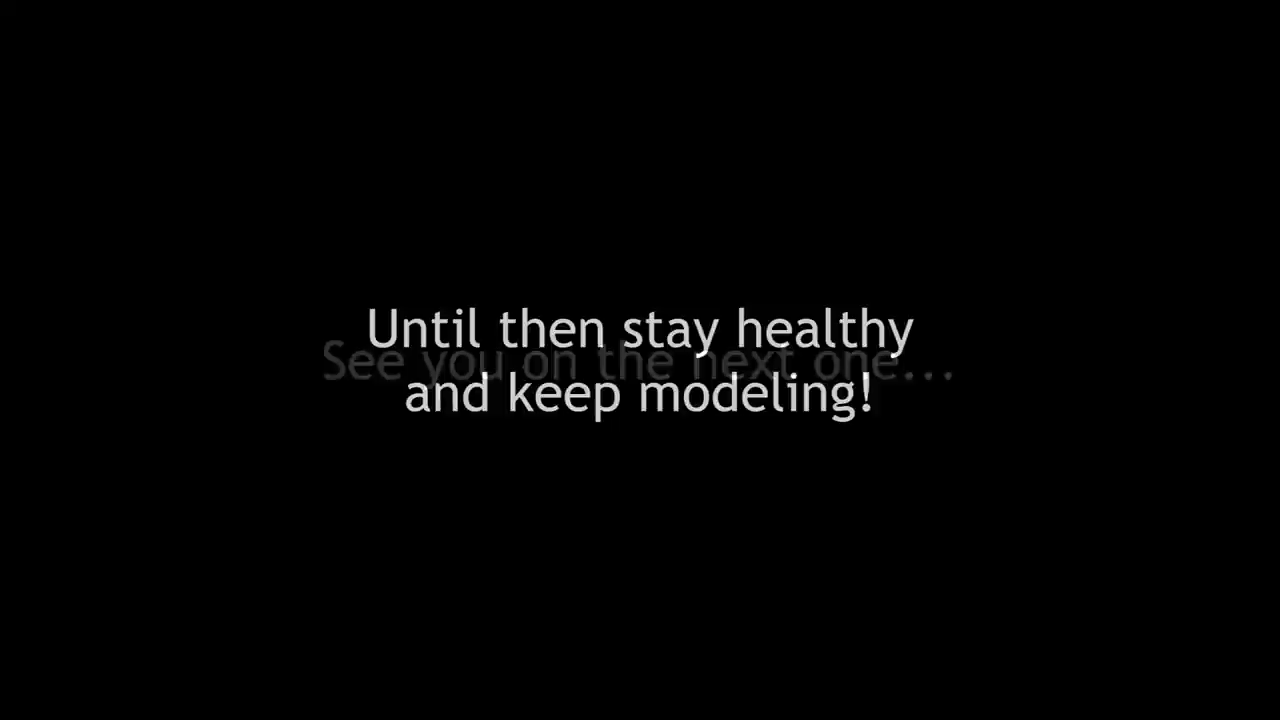 Until then stay healthy
See you on the next one...
and keep modeling!